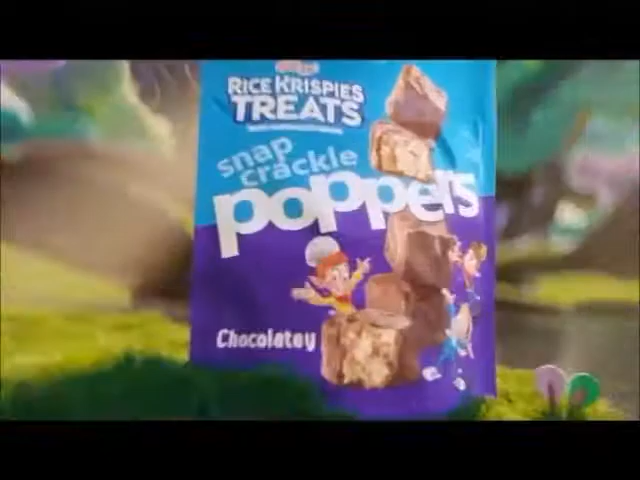 RICE KRISPIES
TREATS
snap
crackle
poppers
Chocolatey